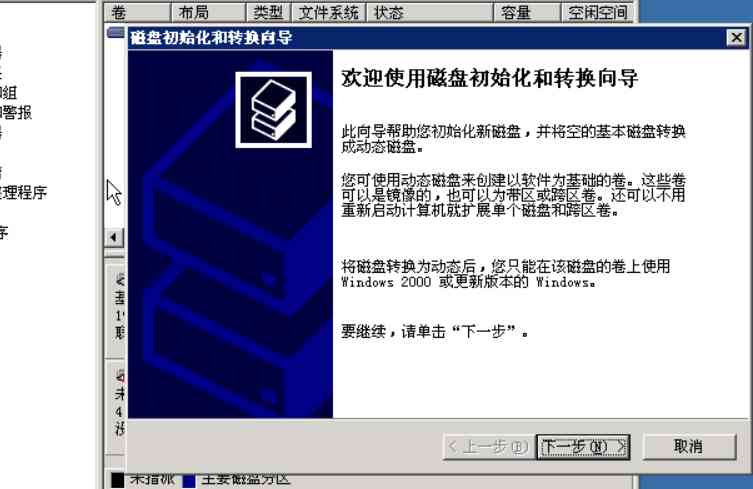 卷 布局 类型 文件系统 状态 容量 空闲空间
磁盘初始化和转换向导
欢迎使用磁盘初始化和转换向导
此向导帮助您初始化新磁盘，并将空的基本磁盘转换
成动态磁盘。
您可使用动态磁盘来创建以软件为基础的卷。这些卷
可以是镜像的，也可以为带区或跨区卷。还可以不用
重新启动计算机就扩展单个磁盘和跨区卷。
将磁盘转换为动态后，您只能在该磁盘的卷上使用
Windows 2000 或更新版本的 Windows。
要继续，请单击“下一步”。
< 上一步(B) 下一步(N) > 取消
组
警报
理程序
序
基
联
未
4
没
未指派 主要磁盘分区